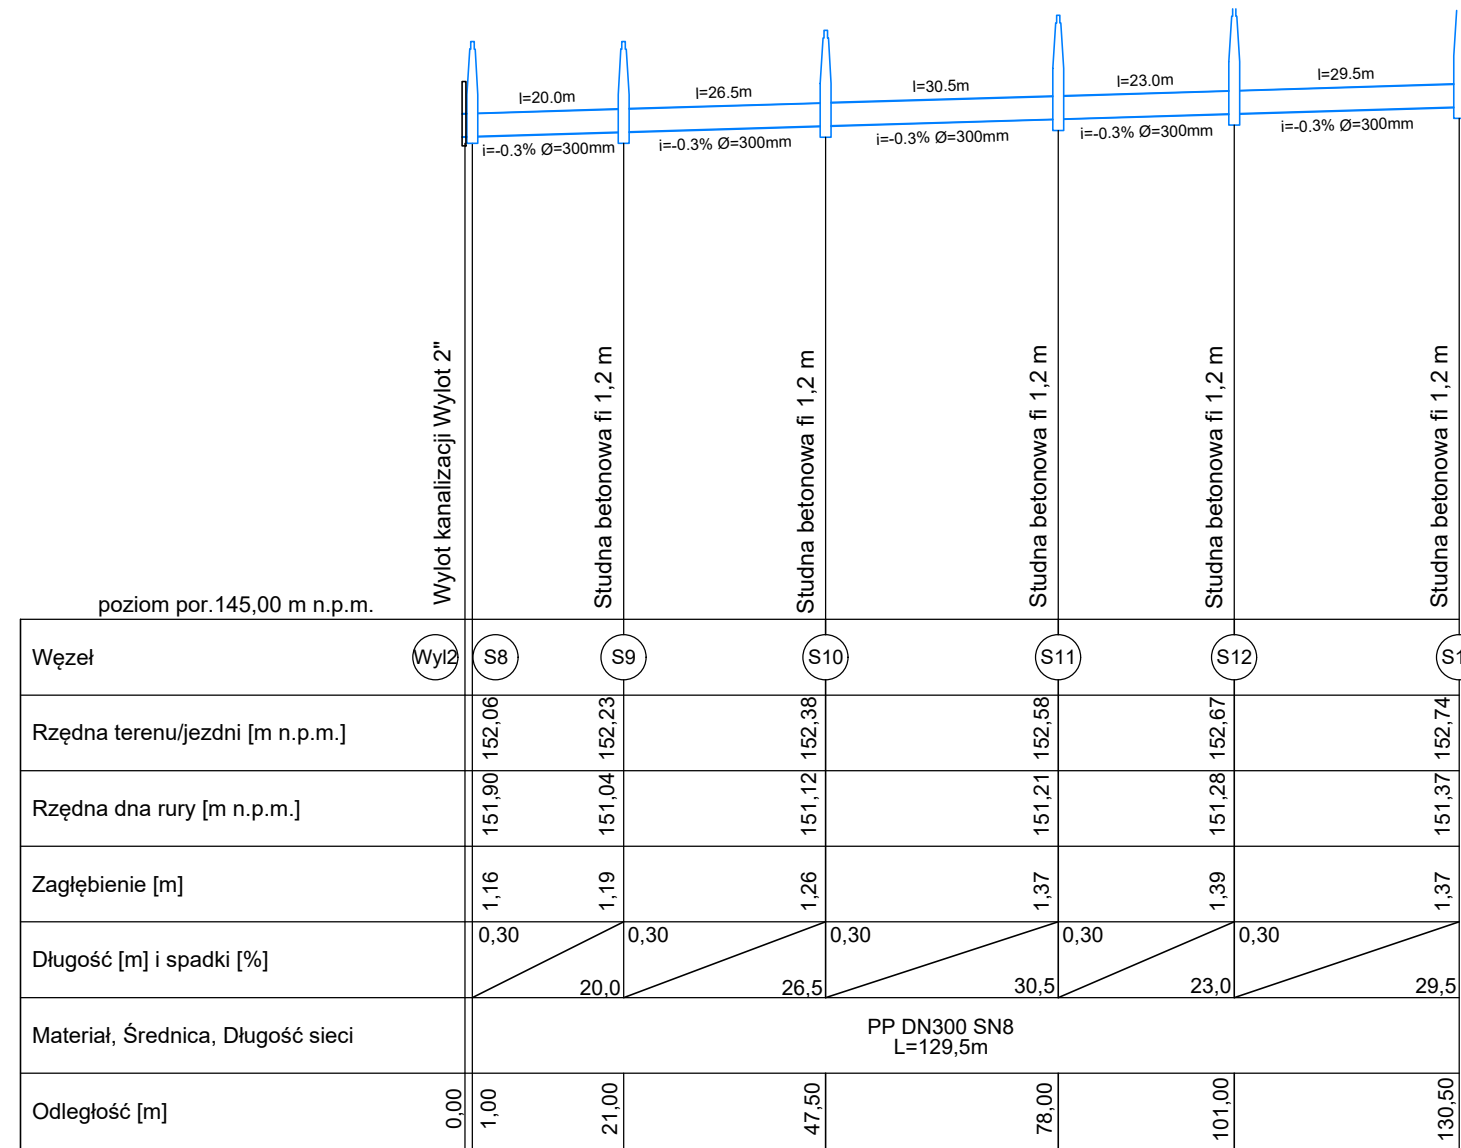 l=20.0m
l=26.5m
l=30.5m
l=23.0m
l=29.5m
i=-0.3% Ø=300mm
i=-0.3% Ø=300mm
i=-0.3% Ø=300mm
i=-0.3% Ø=300mm
i=-0.3% Ø=300mm
Wylot kanalizacji Wylot 2"
Studna betonowa fi 1,2 m
Studna betonowa fi 1,2 m
Studna betonowa fi 1,2 m
Studna betonowa fi 1,2 m
Studna betonowa fi 1,2 m
poziom por.145,00 m n.p.m.
Węzeł Wyl2 S8 S9 S10 S11 S12 S1
Rzędna terenu/jezdni [m n.p.m.] 152,06 152,23 152,38 152,58 152,67 152,74
Rzędna dna rury [m n.p.m.] 151,90 151,04 151,12 151,21 151,28 151,37
Zagłębienie [m] 1,16 1,19 1,26 1,37 1,39 1,37
Długość [m] i spadki [%] 0,30 20,0 0,30 26,5 0,30 30,5 0,30 23,0 0,30 29,5
Materiał, Średnica, Długość sieci
PP DN300 SN8
L=129,5m
Odległość [m] 0,00 1,00 21,00 47,50 78,00 101,00 130,50